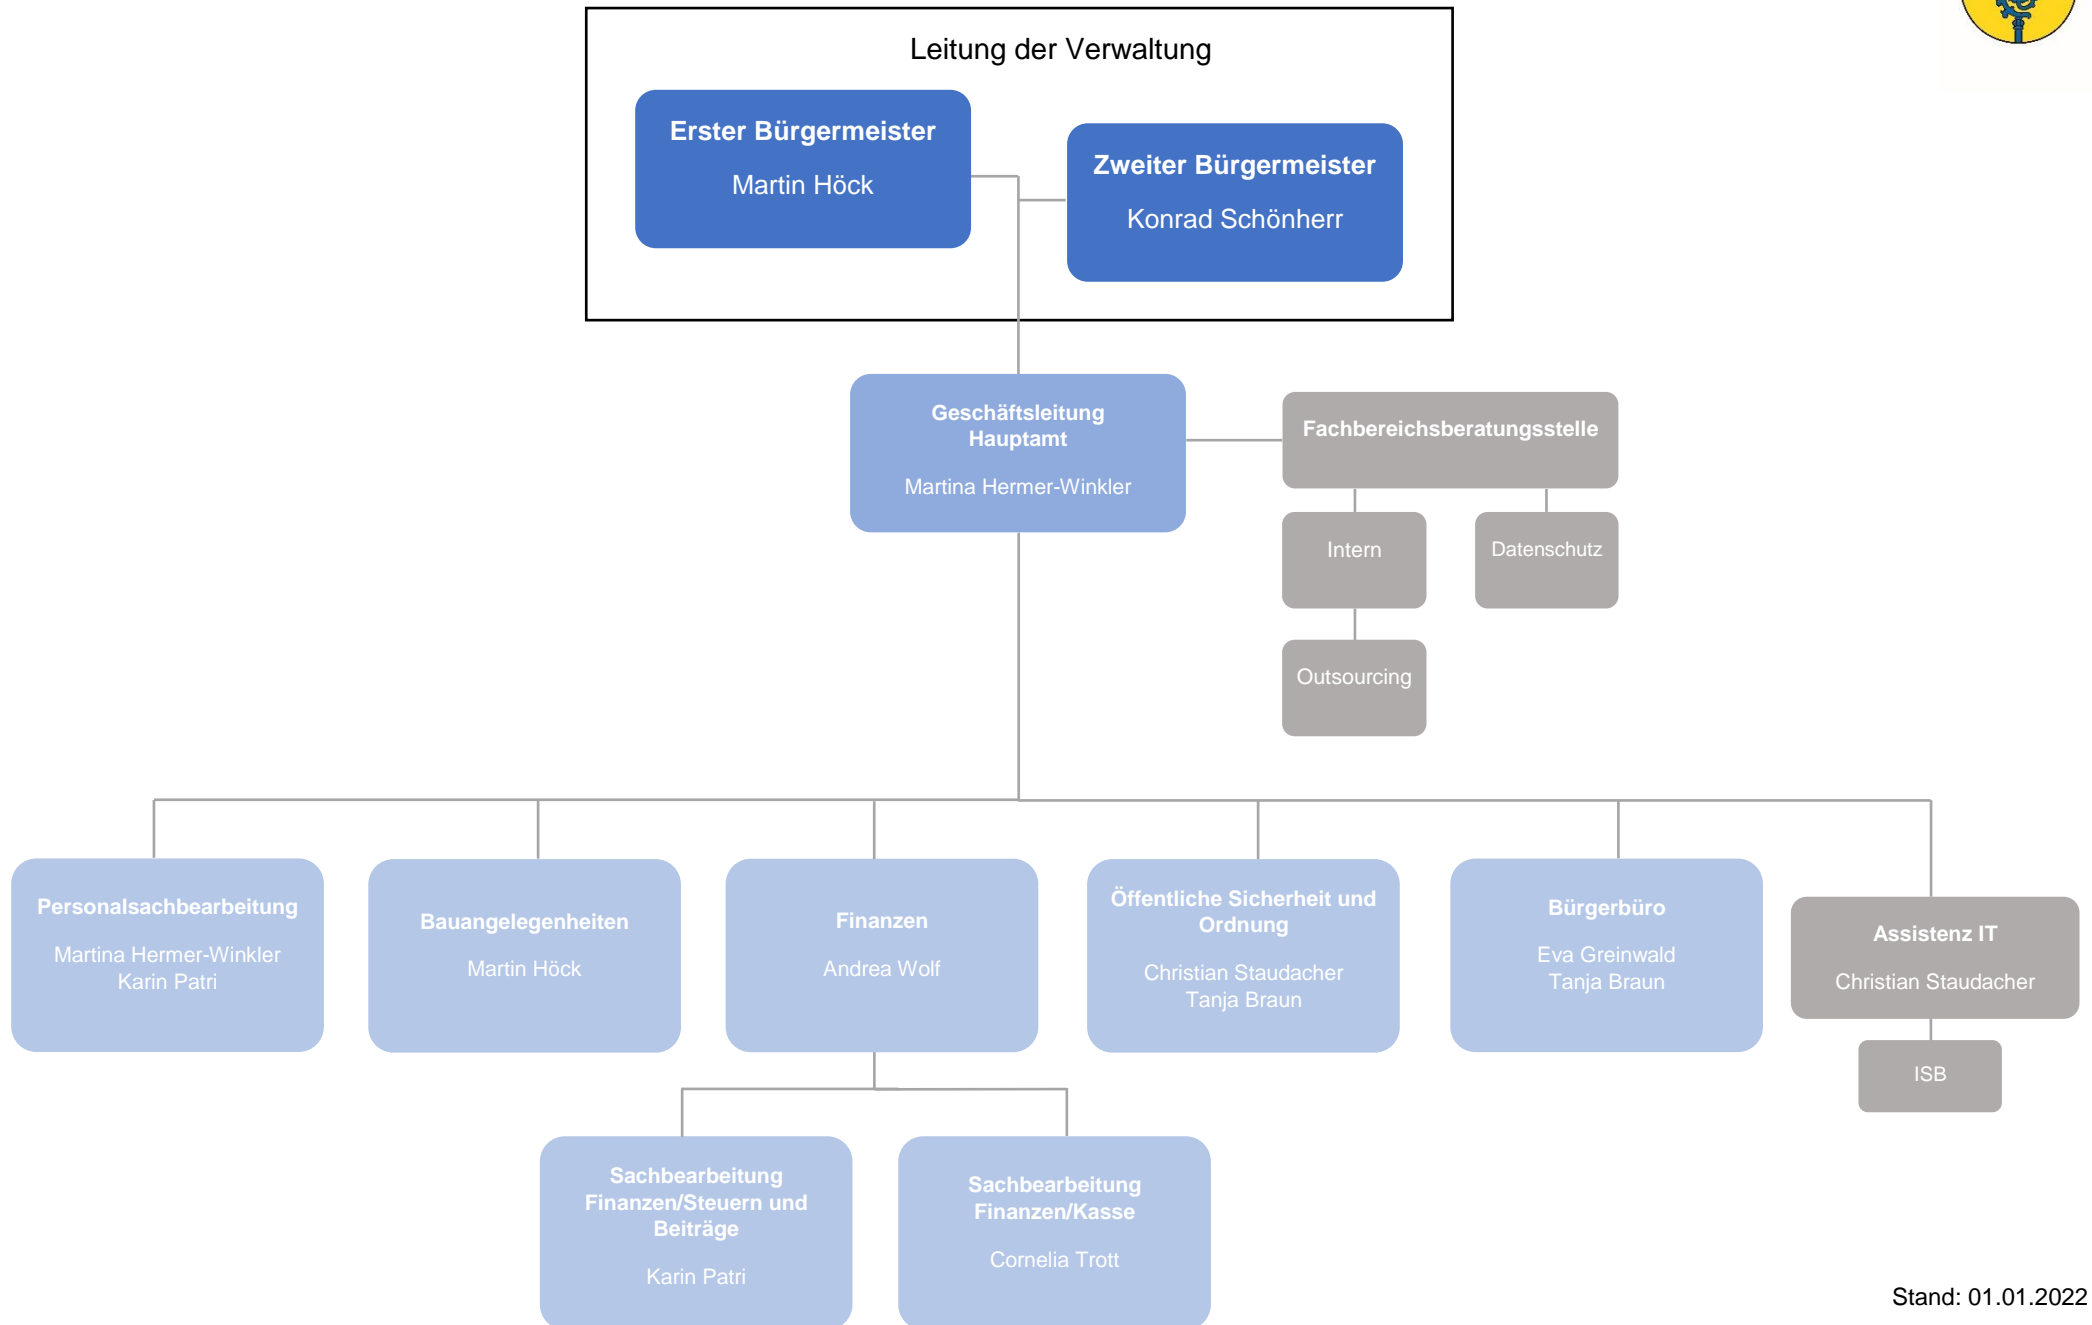 Leitung der Verwaltung
Erster Bürgermeister
Martin Höck
Zweiter Bürgermeister
Konrad Schönherr
Geschäftsleitung
Hauptamt
Martina Hermer-Winkler
Fachbereichsberatungsstelle
Intern
Datenschutz
Outsourcing
Personalsachbearbeitung
Martina Hermer-Winkler
Karin Patri
Bauangelegenheiten
Martin Höck
Finanzen
Andrea Wolf
Öffentliche Sicherheit und
Ordnung
Christian Staudacher
Tanja Braun
Bürgerbüro
Eva Greinwald
Tanja Braun
Assistenz IT
Christian Staudacher
ISB
Sachbearbeitung
Finanzen/Steuern und
Beiträge
Karin Patri
Sachbearbeitung
Finanzen/Kasse
Cornelia Trott
Stand: 01.01.2022